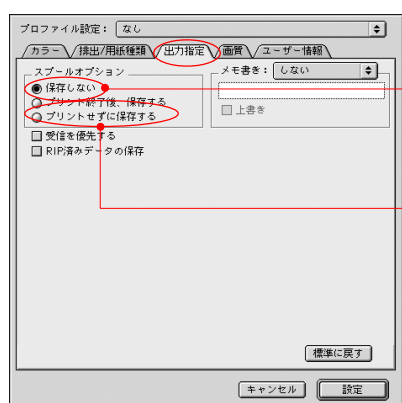 プロファイル設定： なし
カラー 排出/用紙種類 出力指定 画質 ユーザー情報
スプールオプション
保存しない
プリント終了後、保存する
プリントせずに保存する
メモ書き： しない
上書き
受信を優先する
RIP済みデータの保存
標準に戻す
キャンセル 設定